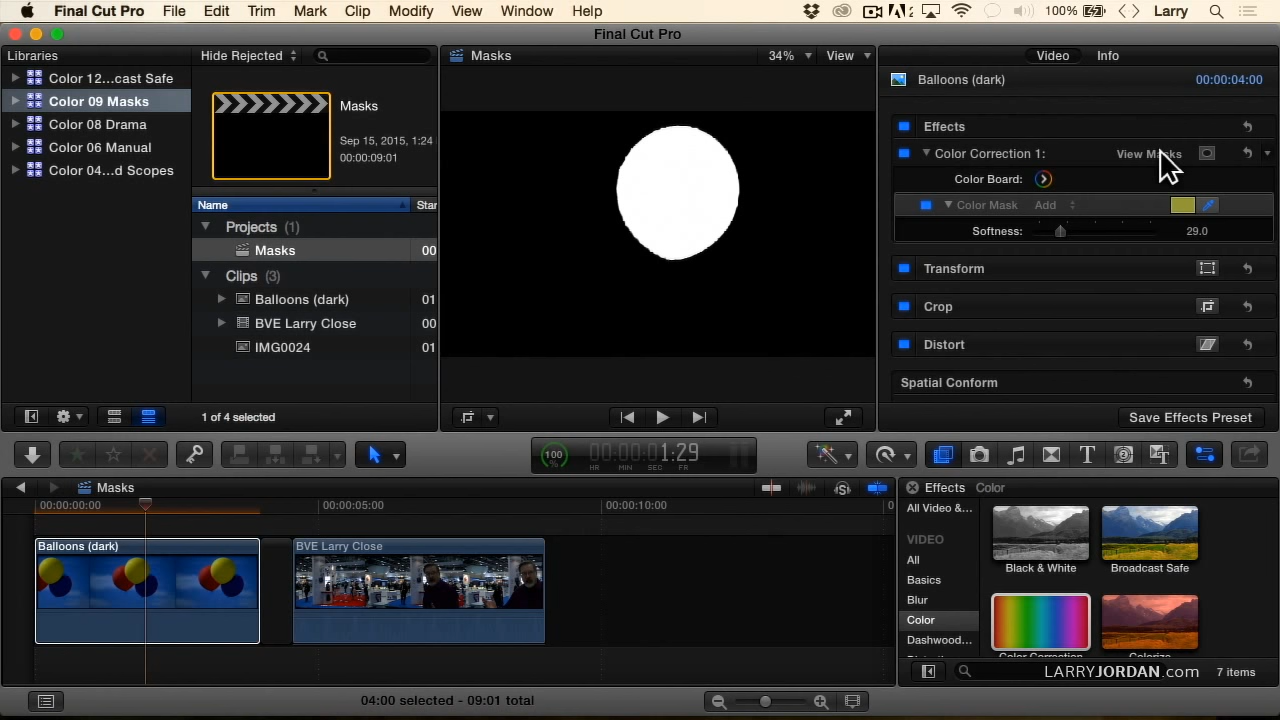 Final Cut Pro File Edit Trim Mark Clip Modify View Window Help 100% Larry
Final Cut Pro
Libraries
Hide Rejected
Masks
34%
View
Video
Info
Color 12...cast Safe
Color 09 Masks
Color 08 Drama
Color 06 Manual
Color 04...d Scopes
Masks
Sep 15, 2015, 1:24
00:00:09:01
Name
Star
Projects (1)
Masks
00
Clips (3)
Balloons (dark)
01
BVE Larry Close
00
IMG0024
01
1 of 4 selected
Balloons (dark)
00:00:04:00
Effects
Color Correction 1:
View Masks
Color Board:
Color Mask
Add
Softness:
29.0
Transform
Crop
Distort
Spatial Conform
Save Effects Preset
100
%
00:00:01:29
HR MIN SEC FR
Masks
00:00:00:00
00:00:05:00
00:00:10:00
0
Balloons (dark)
BVE Larry Close
Effects
Color
All Video &...
VIDEO
All
Basics
Blur
Color
Dashwood...
Black & White
Broadcast Safe
Color Correction
Colorize
LARRYJORDAN.com
7 items
04:00 selected - 09:01 total